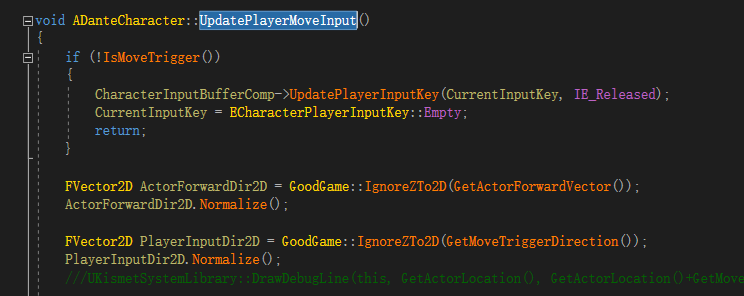 void ADanteCharacter::UpdatePlayerMoveInput()
{
if (!IsMoveTrigger())
{
CharacterInputBufferComp->UpdatePlayerInputKey(CurrentInputKey, IE_Released);
CurrentInputKey = ECharacterPlayerInputKey::Empty;
return;
}
FVector2D ActorForwardDir2D = GoodGame::IgnoreZTo2D(GetActorForwardVector());
ActorForwardDir2D.Normalize();
FVector2D PlayerInputDir2D = GoodGame::IgnoreZTo2D(GetMoveTriggerDirection());
PlayerInputDir2D.Normalize();
///UKismetSystemLibrary::DrawDebugLine(this, GetActorLocation(), GetActorLocation()+GetMove